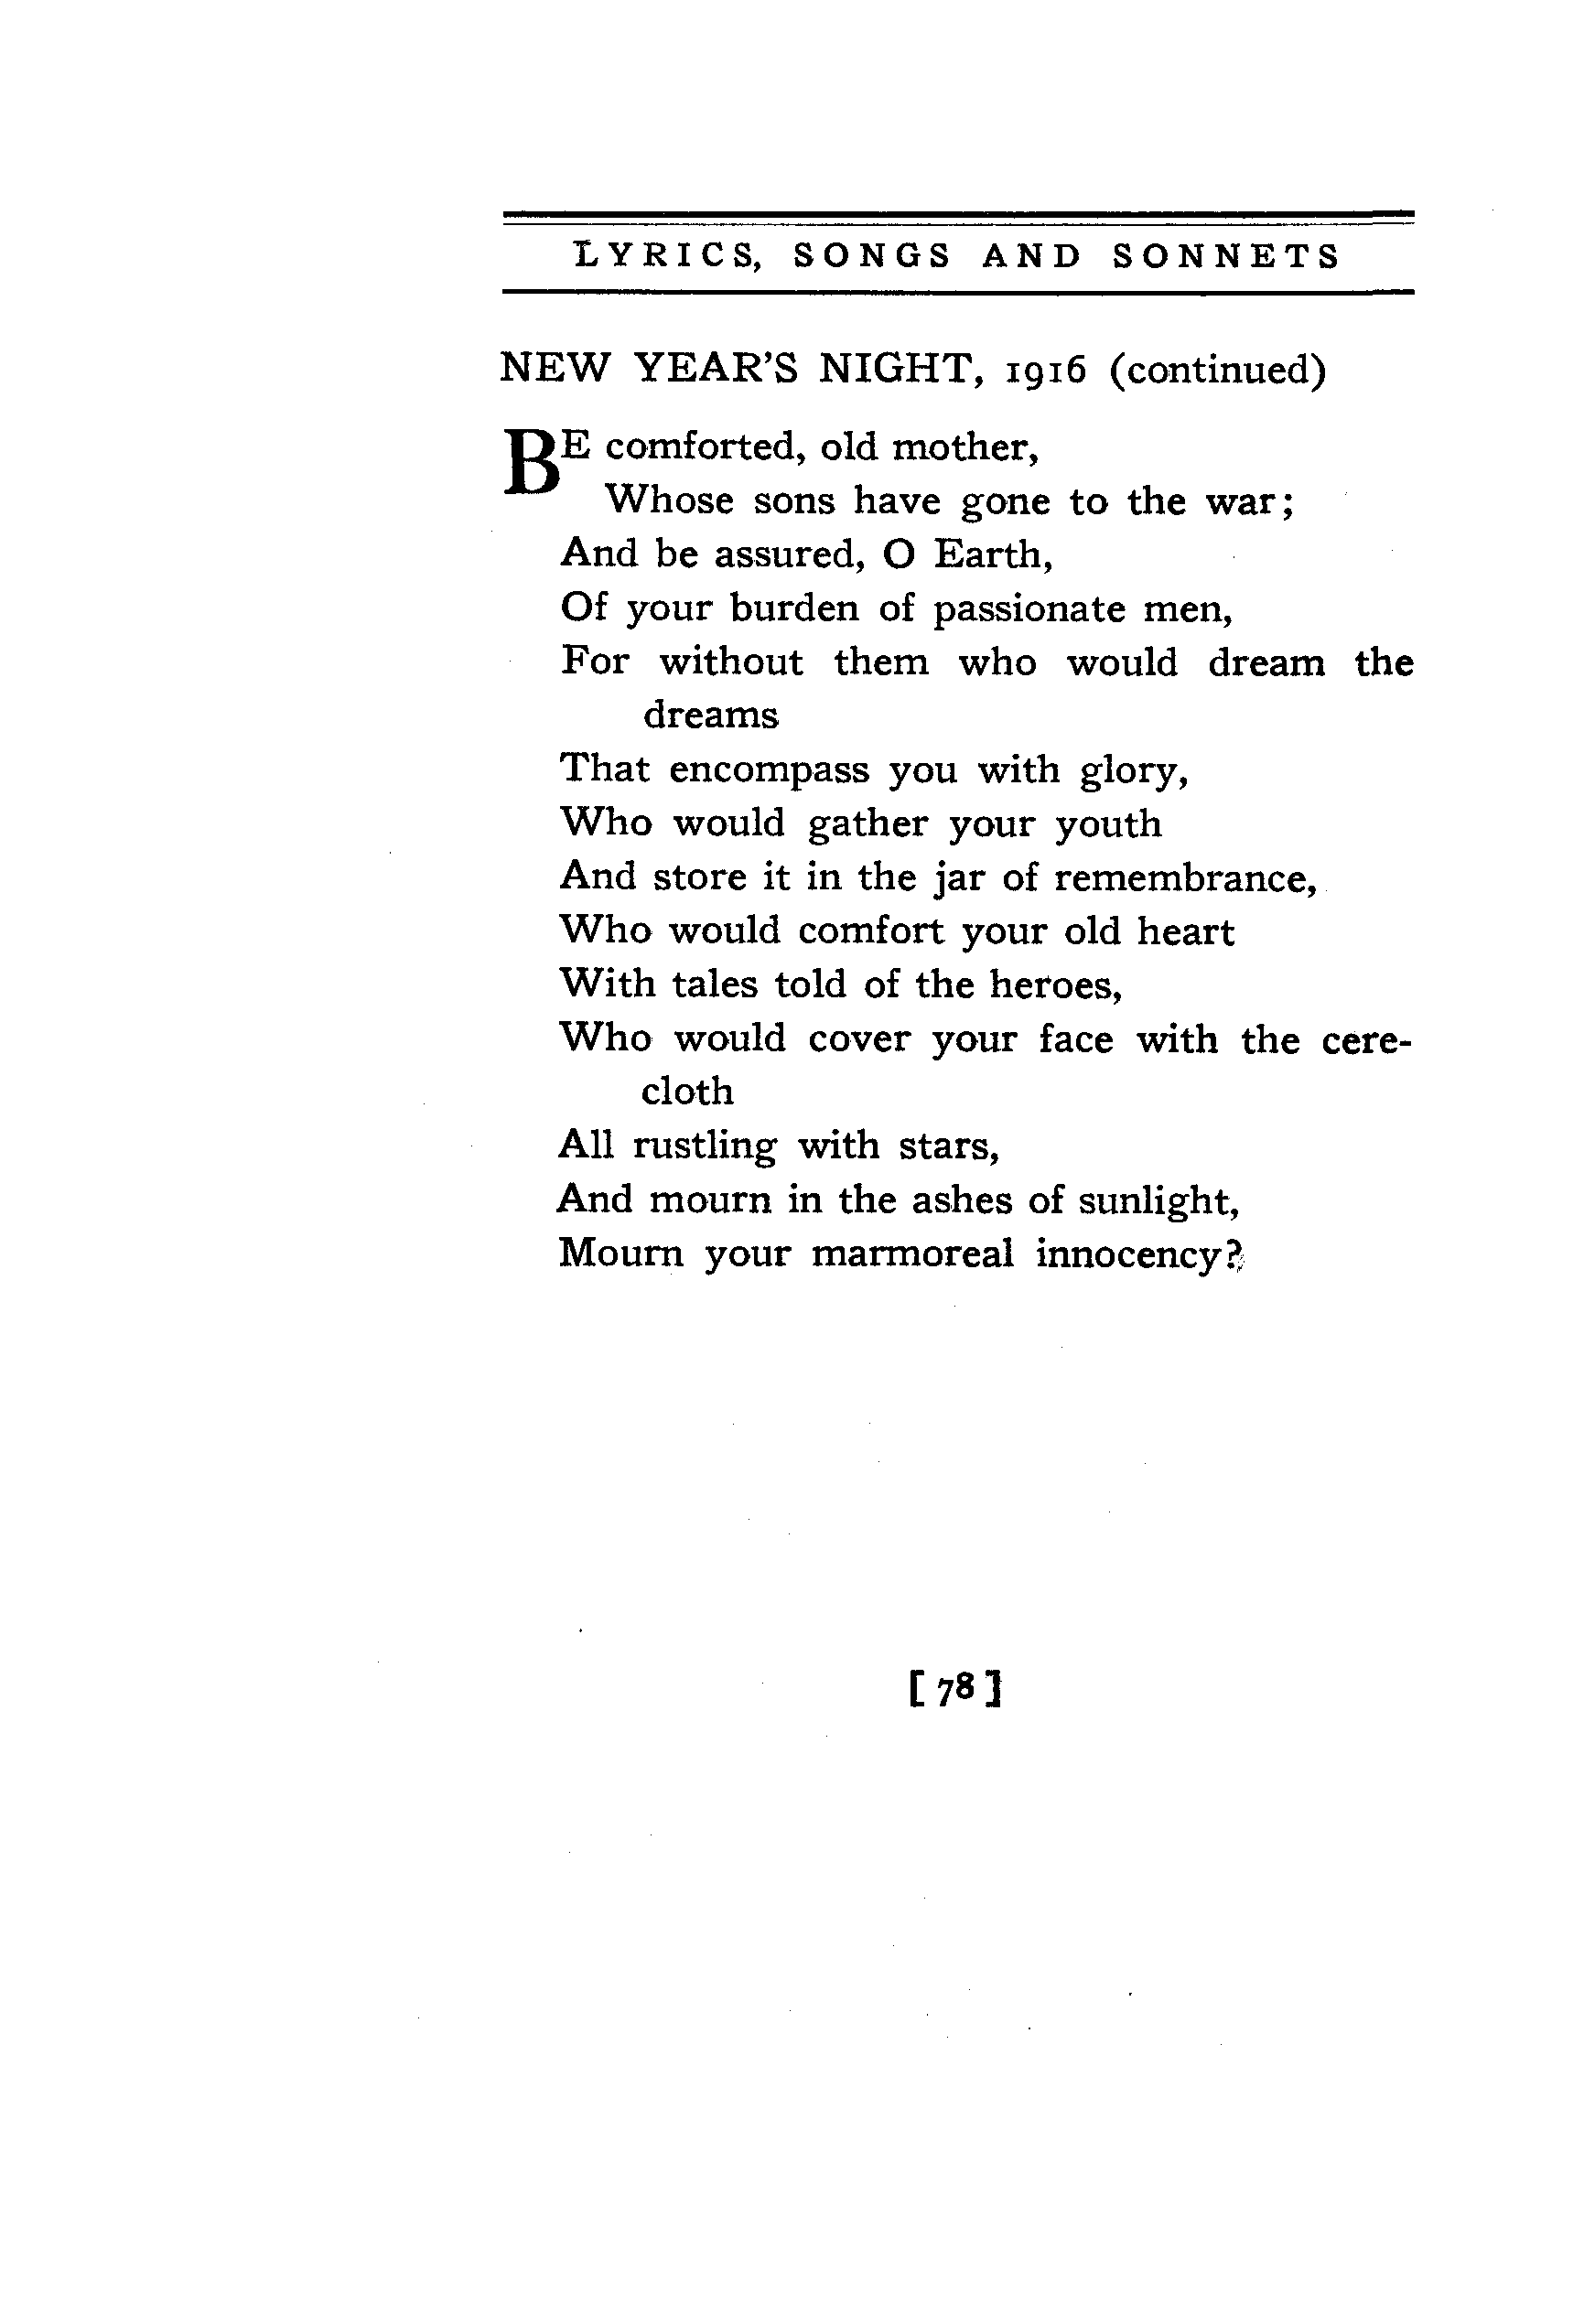 LYRICS, SONGS AND SONNETS
NEW YEAR'S NIGHT, 1916 (continued)
BE comforted, old mother,
Whose sons have gone to the war;
And be assured, O Earth,
Of your burden of passionate men,
For without them who would dream the
dreams
That encompass you with glory,
Who would gather your youth
And store it in the jar of remembrance,
Who would comfort your old heart
With tales told of the heroes,
Who would cover your face with the cere-
cloth
All rustling with stars,
And mourn in the ashes of sunlight,
Mourn your marmoreal innocency?
[78]